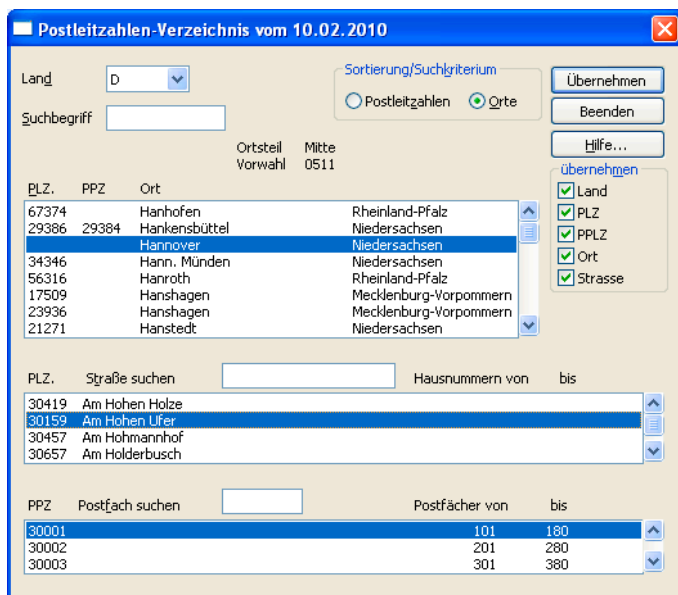 Postleitzahlen-Verzeichnis vom 10.02.2010
Land D
Suchbegriff
Sortierung/Suchkriterium
Postleitzahlen Orte
Übernehmen
Beenden
Hilfe...
Ortsteil Mitte
Vorwahl 0511
übernehmen
Land
PLZ
PPLZ
Ort
Strasse
PLZ. PPZ Ort
67374 Hanhofen Rheinland-Pfalz
29386 29384 Hankensbüttel Niedersachsen
Hannover Niedersachsen
34346 Hann. Münden Niedersachsen
56316 Hanroth Rheinland-Pfalz
17509 Hanshagen Mecklenburg-Vorpommern
23936 Hanshagen Mecklenburg-Vorpommern
21271 Hanstedt Niedersachsen
PLZ. Straße suchen Hausnummern von bis
30419 Am Hohen Holze
30159 Am Hohen Ufer
30457 Am Hohmannhof
30657 Am Holderbusch
PPZ Postfach suchen Postfächer von bis
30001 101 180
30002 201 280
30003 301 380